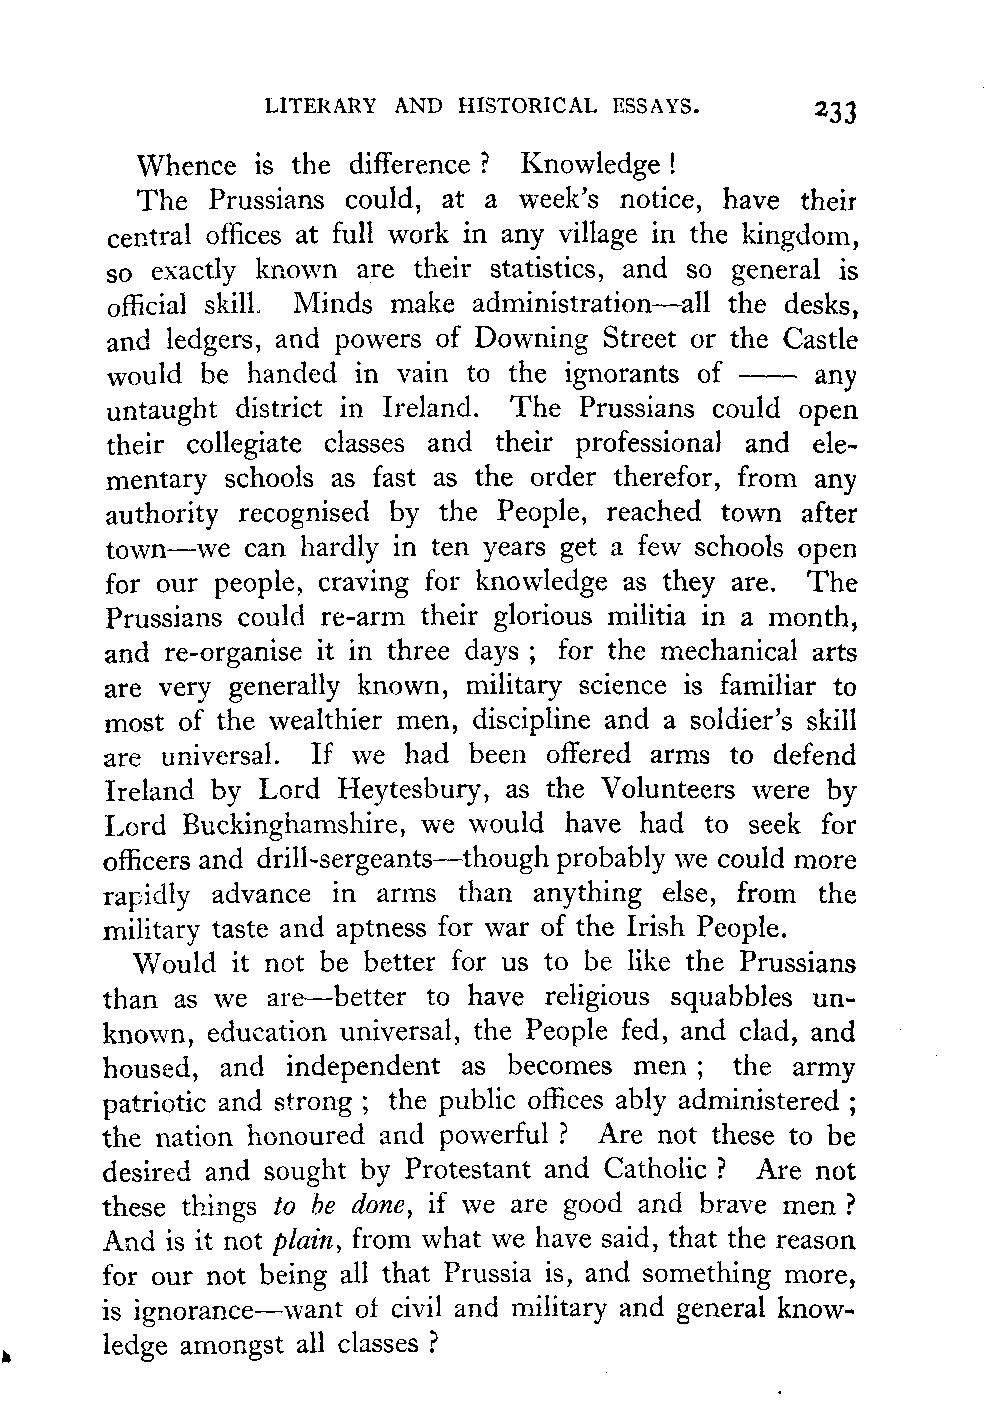 LITERARY AND HISTORICAL ESSAYS. 233
Whence is the difference ? Knowledge !
The Prussians could, at a week's notice, have their
central offices at full work in any village in the kingdom,
so exactly known are their statistics, and so general is
official skill. Minds make administration—all the desks,
and ledgers, and powers of Downing Street or the Castle
would be handed in vain to the ignorants of —— any
untaught district in Ireland. The Prussians could open
their collegiate classes and their professional and ele-
mentary schools as fast as the order therefor, from any
authority recognised by the People, reached town after
town—we can hardly in ten years get a few schools open
for our people, craving for knowledge as they are. The
Prussians could re-arm their glorious militia in a month,
and re-organise it in three days ; for the mechanical arts
are very generally known, military science is familiar to
most of the wealthier men, discipline and a soldier's skill
are universal. If we had been offered arms to defend
Ireland by Lord Heytesbury, as the Volunteers were by
Lord Buckinghamshire, we would have had to seek for
officers and drill-sergeants—though probably we could more
rapidly advance in arms than anything else, from the
military taste and aptness for war of the Irish People.
Would it not be better for us to be like the Prussians
than as we are—better to have religious squabbles un-
known, education universal, the People fed, and clad, and
housed, and independent as becomes men ; the army
patriotic and strong ; the public offices ably administered ;
the nation honoured and powerful ? Are not these to be
desired and sought by Protestant and Catholic ? Are not
these things to be done, if we are good and brave men ?
And is it not plain, from what we have said, that the reason
for our not being all that Prussia is, and something more,
is ignorance—want of civil and military and general know-
ledge amongst all classes ?